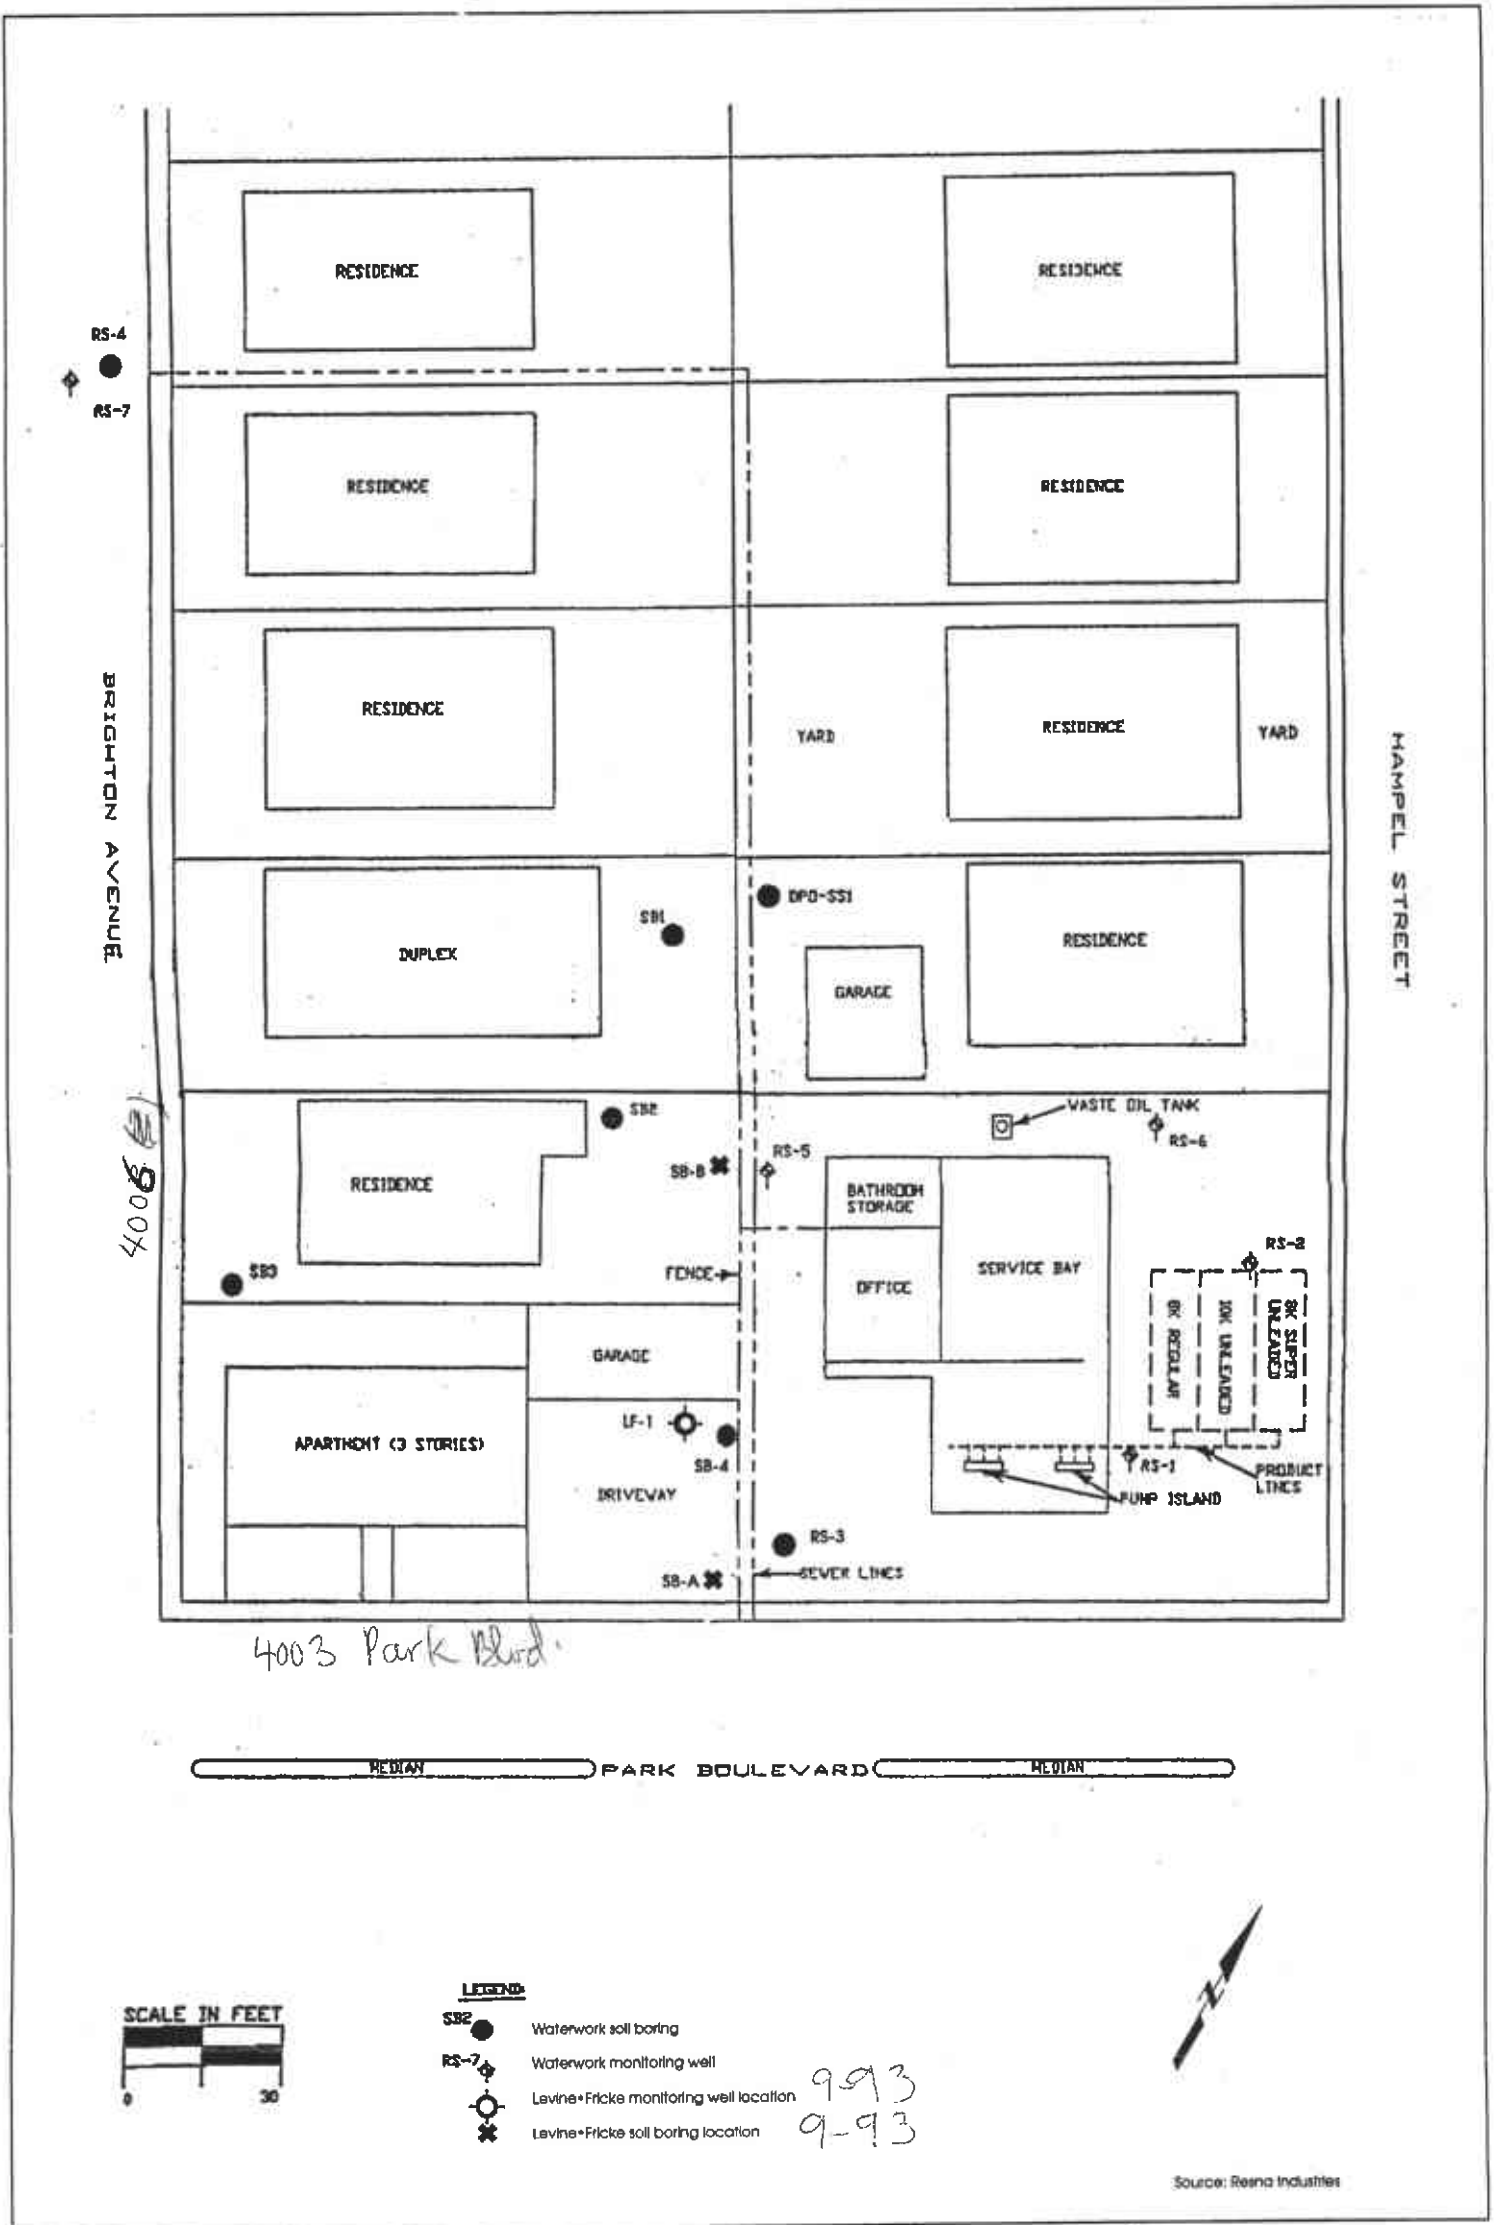 RESIDENCE
RESIDENCE
RS-4
RS-7
RESIDENCE
RESIDENCE
BRIGHTON AVENUE
RESIDENCE
YARD
RESIDENCE
YARD
HAMPEL STREET
DUPLEX
SB1
DPO-SS1
GARAGE
RESIDENCE
4008
SB2
WASTE OIL TANK
RS-6
RESIDENCE
SB-B
RS-5
BATHROOM
STORAGE
SB3
FENCE
OFFICE
SERVICE BAY
RS-2
8K REGULAR
10K UNLEADED
8K SUPER
UNLEADED
GARAGE
LF-1
SB-4
APARTMENT (3 STORIES)
DRIVEWAY
RS-1
PRODUCT
LINES
PUMP ISLAND
RS-3
SB-A
SEWER LINES
4003 Park Blvd.
MEDIAN
PARK BOULEVARD
MEDIAN
SCALE IN FEET
0
30
LEGEND:
SB2
Waterwork soil boring
RS-7
Waterwork monitoring well
Levine•Fricke monitoring well location 9-93
Levine•Fricke soil boring location 9-93
N
Source: Resna Industries